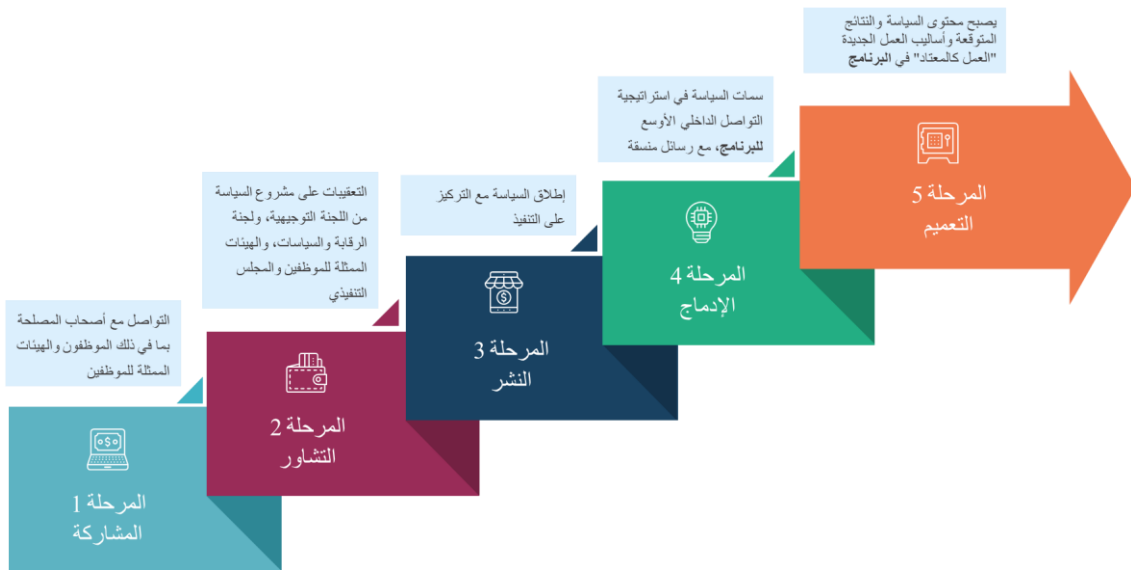 التواصل مع أصحاب المصلحة
بما في ذلك الموظفون والهيئات
الممثلة للموظفين
المرحلة 1
المشاركة
التعقيبات على مشروع السياسة
من اللجنة التوجيهية، ولجنة
الرقابة والسياسات، والهيئات
الممثلة للموظفين والمجلس
التنفيذي
المرحلة 2
التشاور
إطلاق السياسة مع التركيز
على التنفيذ
المرحلة 3
النشر
سمات السياسة في استراتيجية
التواصل الداخلي الأوسع
للبرنامج، مع رسائل منسقة
المرحلة 4
الإدماج
يصبح محتوى السياسة والنتائج
المتوقعة وأساليب العمل الجديدة
"العمل كالمعتاد" في البرنامج
المرحلة 5
التعميم